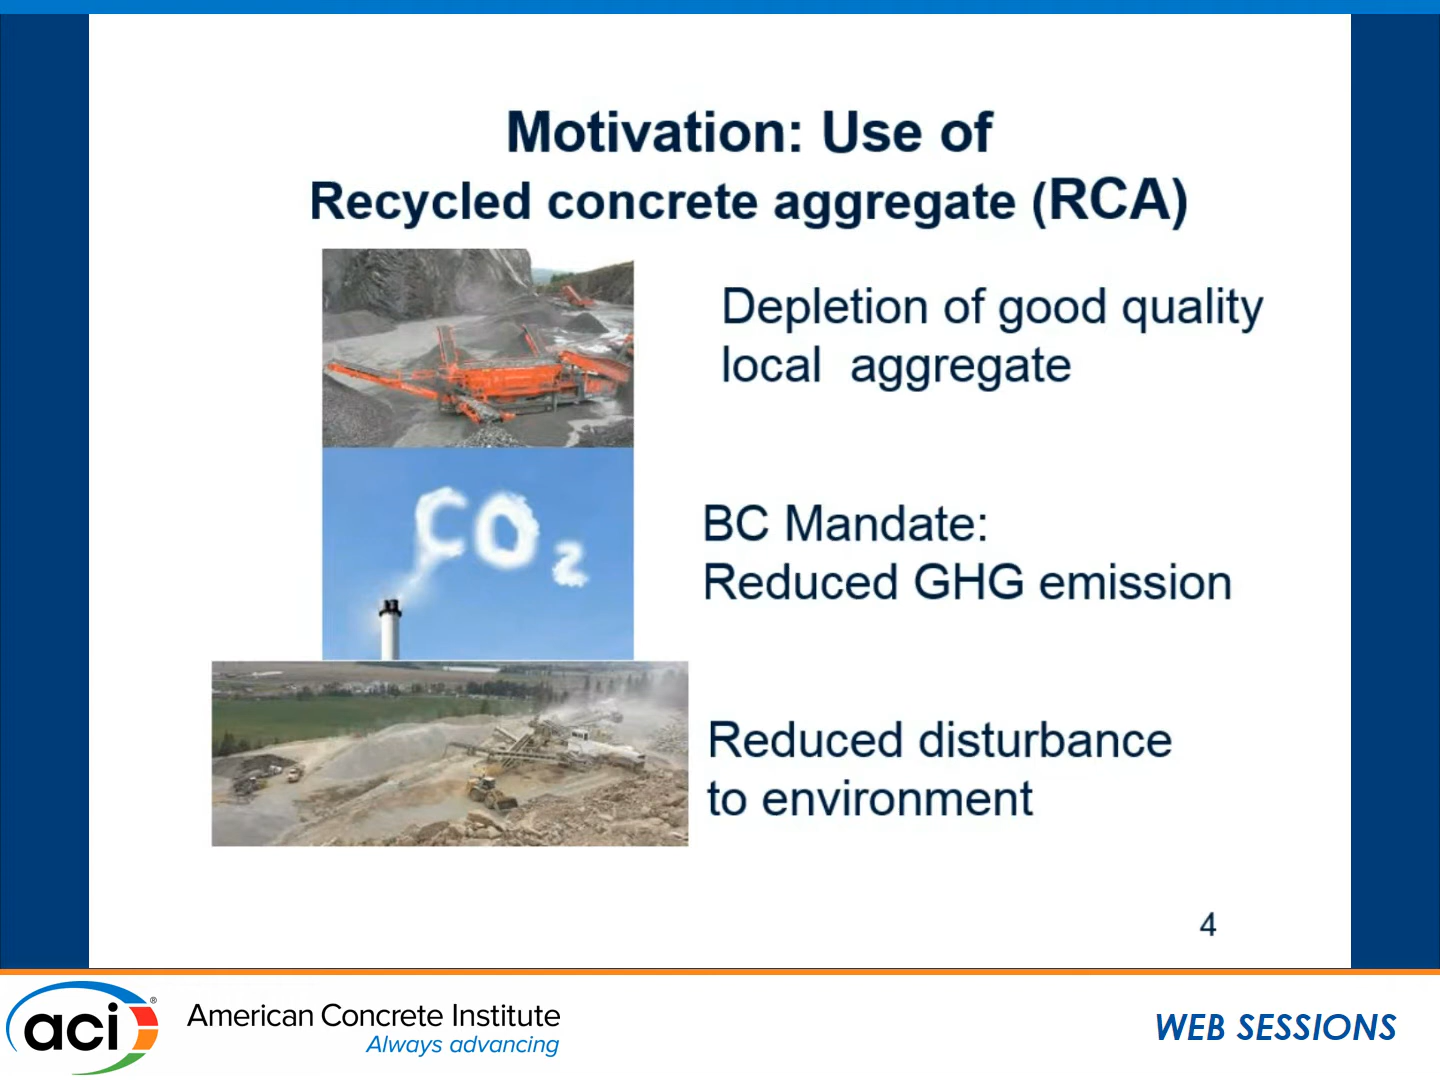 Motivation: Use of
Recycled concrete aggregate (RCA)
Depletion of good quality
local aggregate
CO2
BC Mandate:
Reduced GHG emission
Reduced disturbance
to environment
4
aci®
American Concrete Institute
Always advancing
WEB SESSIONS